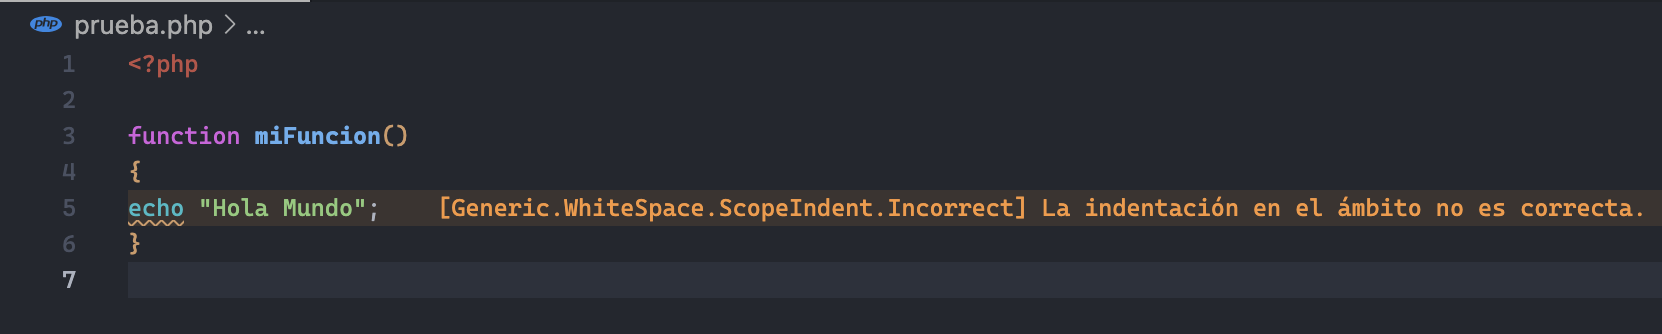 php prueba.php > ...
1 <?php
2
3 function miFuncion()
4 {
5 echo "Hola Mundo"; [Generic.WhiteSpace.ScopeIndent.Incorrect] La indentación en el ámbito no es correcta.
6 }
7